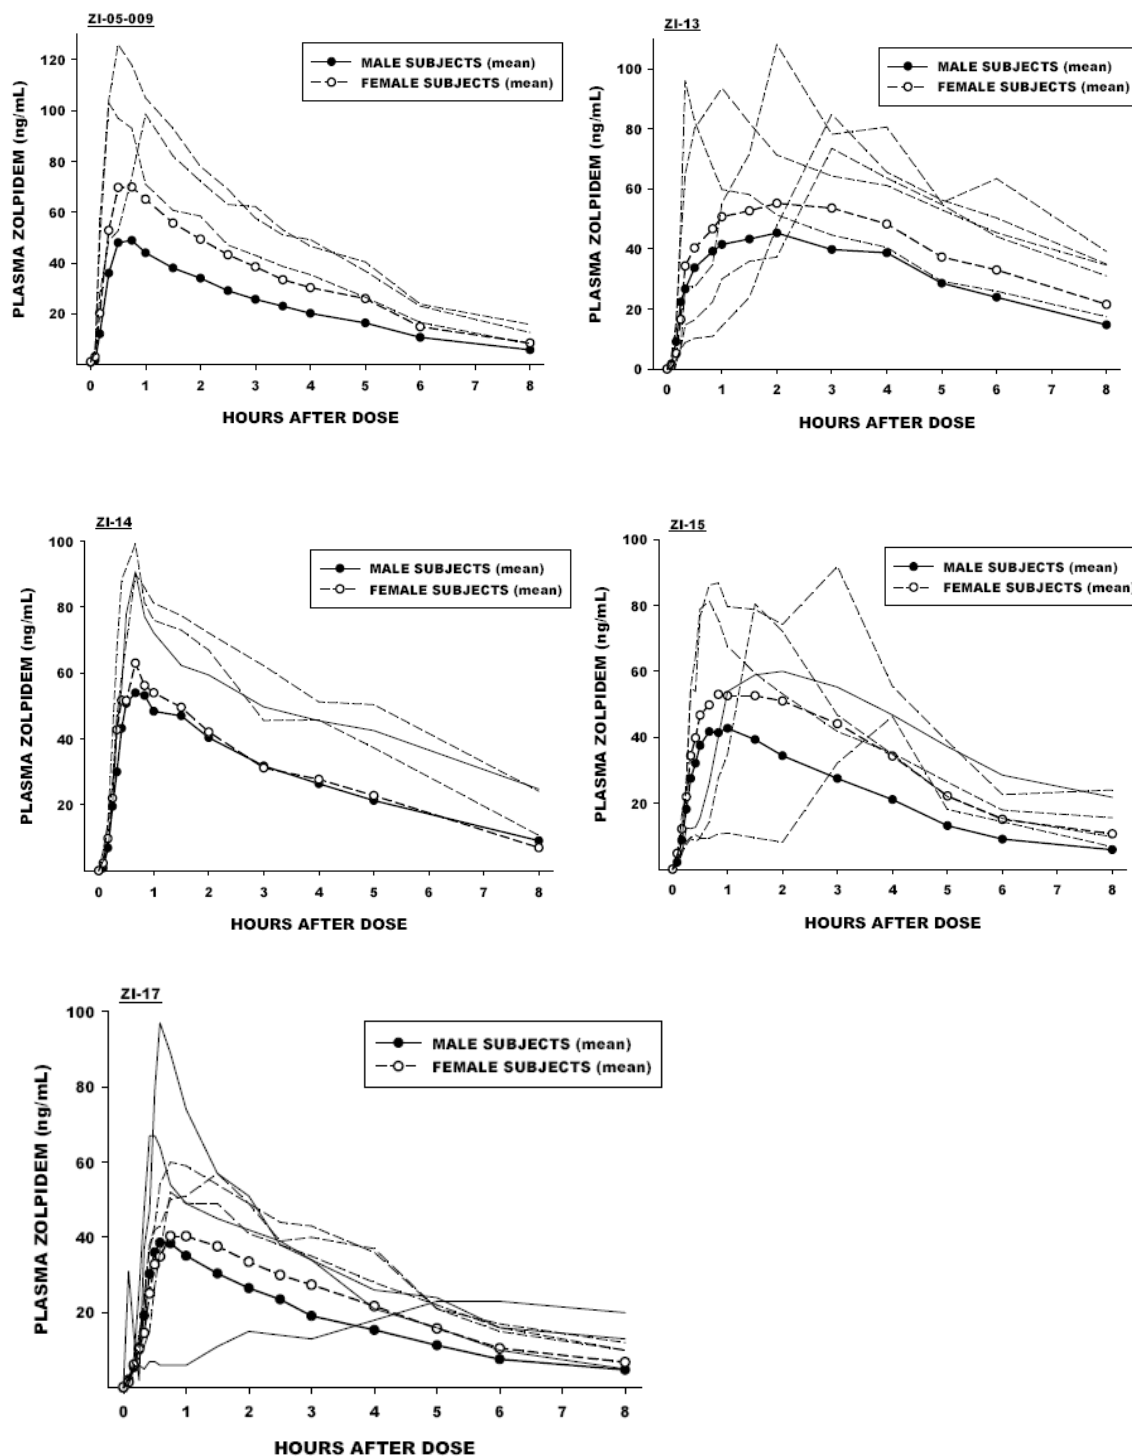 ZI-05-009
MALE SUBJECTS (mean)
FEMALE SUBJECTS (mean)
PLASMA ZOLPIDEM (ng/mL)
120
100
80
60
40
20
0 1 2 3 4 5 6 7 8
HOURS AFTER DOSE
ZI-13
MALE SUBJECTS (mean)
FEMALE SUBJECTS (mean)
PLASMA ZOLPIDEM (ng/mL)
100
80
60
40
20
0
0 1 2 3 4 5 6 7 8
HOURS AFTER DOSE
ZI-14
MALE SUBJECTS (mean)
FEMALE SUBJECTS (mean)
PLASMA ZOLPIDEM (ng/mL)
100
80
60
40
20
0 1 2 3 4 5 6 7 8
HOURS AFTER DOSE
ZI-15
MALE SUBJECTS (mean)
FEMALE SUBJECTS (mean)
PLASMA ZOLPIDEM (ng/mL)
100
80
60
40
20
0
0 1 2 3 4 5 6 7 8
HOURS AFTER DOSE
ZI-17
MALE SUBJECTS (mean)
FEMALE SUBJECTS (mean)
PLASMA ZOLPIDEM (ng/mL)
100
80
60
40
20
0 1 2 3 4 5 6 7 8
HOURS AFTER DOSE